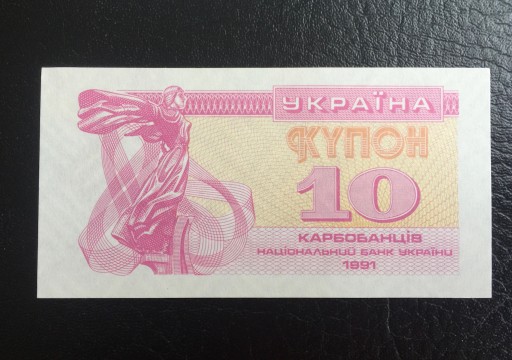 УКРАЇНА
КУПОН
10
КАРБОВАНЦІВ
НАЦІОНАЛЬНИЙ БАНК УКРАЇНИ
1991